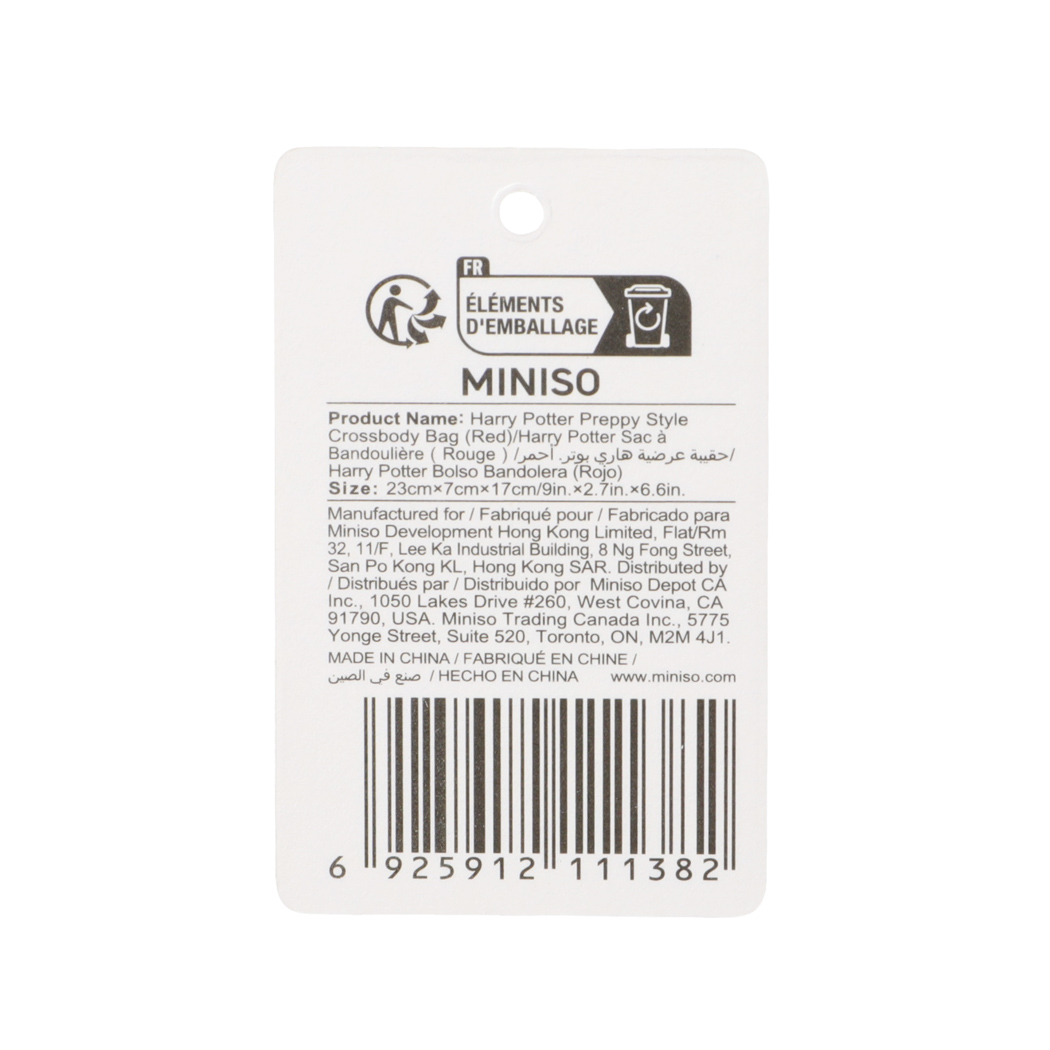 FR
ÉLÉMENTS
D'EMBALLAGE
MINISO
Product Name: Harry Potter Preppy Style
Crossbody Bag (Red)/Harry Potter Sac à
Bandoulière ( Rouge ) /حقيبة عرضية هاري بوتر. أحمر/
Harry Potter Bolso Bandolera (Rojo)
Size: 23cm×7cm×17cm/9in.×2.7in.×6.6in.
Manufactured for / Fabriqué pour / Fabricado para
Miniso Development Hong Kong Limited, Flat/Rm
32, 11/F, Lee Ka Industrial Building, 8 Ng Fong Street,
San Po Kong KL, Hong Kong SAR. Distributed by
/ Distribués par / Distribuido por Miniso Depot CA
Inc., 1050 Lakes Drive #260, West Covina, CA
91790, USA. Miniso Trading Canada Inc., 5775
Yonge Street, Suite 520, Toronto, ON, M2M 4J1.
MADE IN CHINA / FABRIQUÉ EN CHINE /
صنع في الصين / HECHO EN CHINA www.miniso.com
6 925912 111382